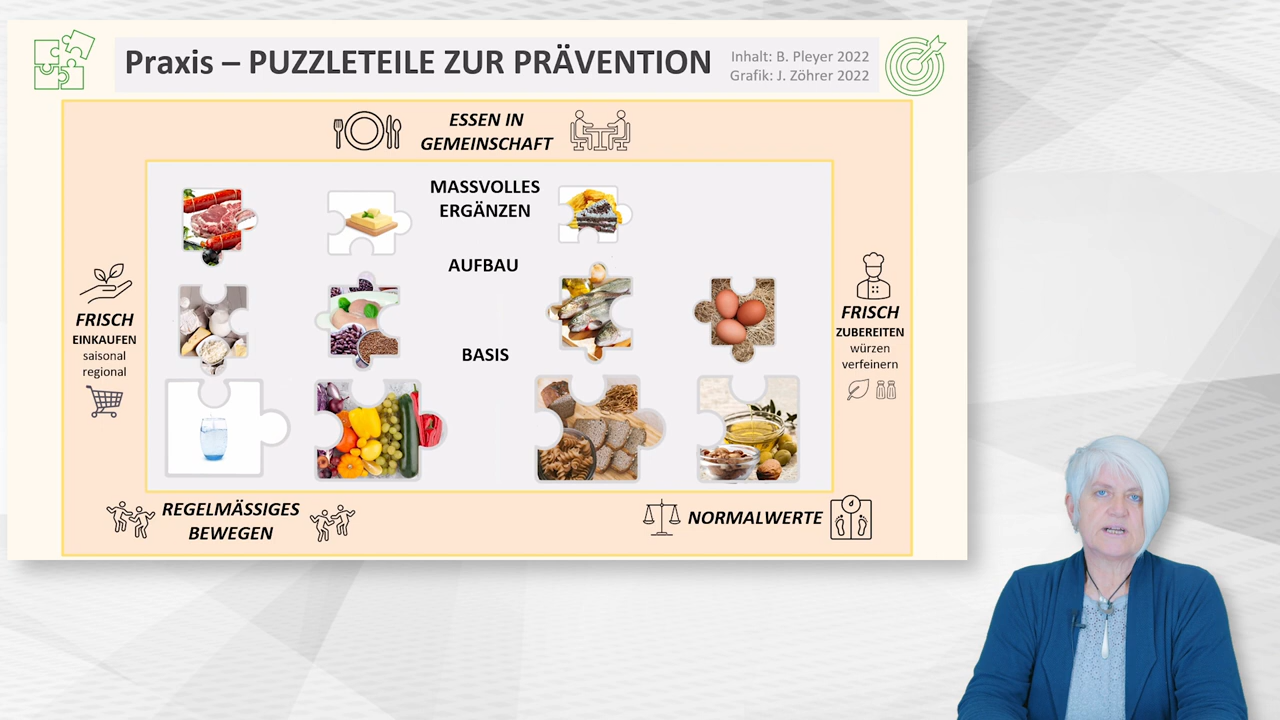 Praxis – PUZZLETEILE ZUR PRÄVENTION
Inhalt: B. Pleyer 2022
Grafik: J. Zöhrer 2022
ESSEN IN
GEMEINSCHAFT
MASSVOLLES
ERGÄNZEN
AUFBAU
BASIS
FRISCH
EINKAUFEN
saisonal
regional
FRISCH
ZUBEREITEN
würzen
verfeinern
REGELMÄSSIGES
BEWEGEN
NORMALWERTE